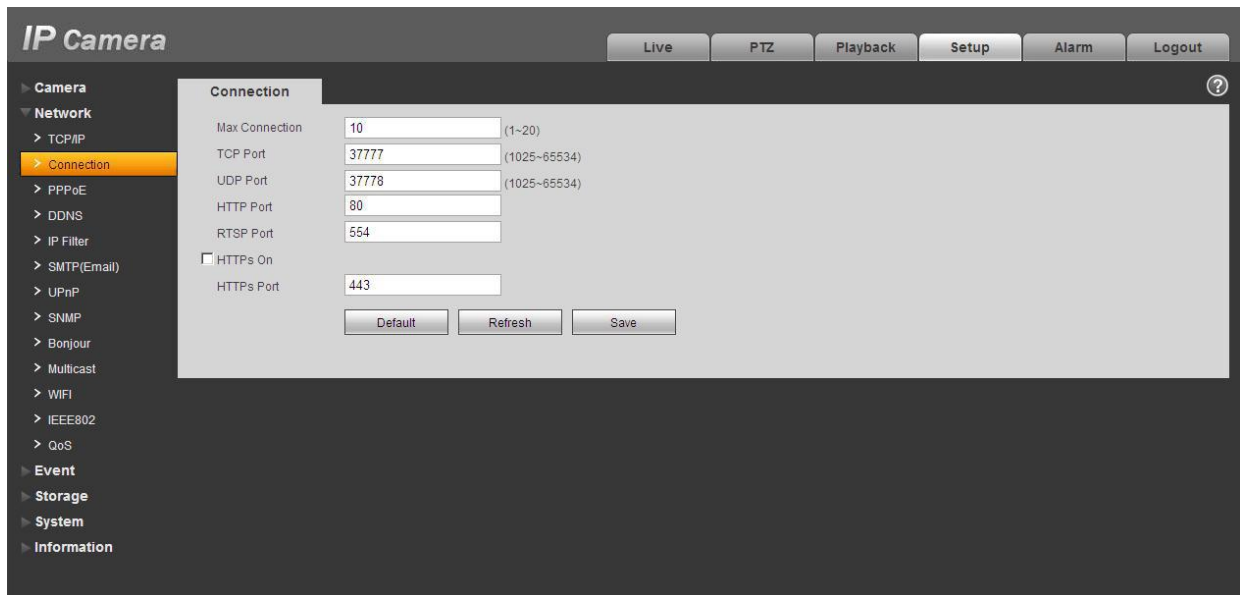 IP Camera
Live PTZ Playback Setup Alarm Logout
?
Camera
Network
> TCP/IP
> Connection
> PPPoE
> DDNS
> IP Filter
> SMTP(Email)
> UPnP
> SNMP
> Bonjour
> Multicast
> WIFI
> IEEE802
> QoS
Event
Storage
System
Information
Connection
Max Connection 10 (1~20)
TCP Port 37777 (1025~65534)
UDP Port 37778 (1025~65534)
HTTP Port 80
RTSP Port 554
HTTPs On
HTTPs Port 443
Default Refresh Save